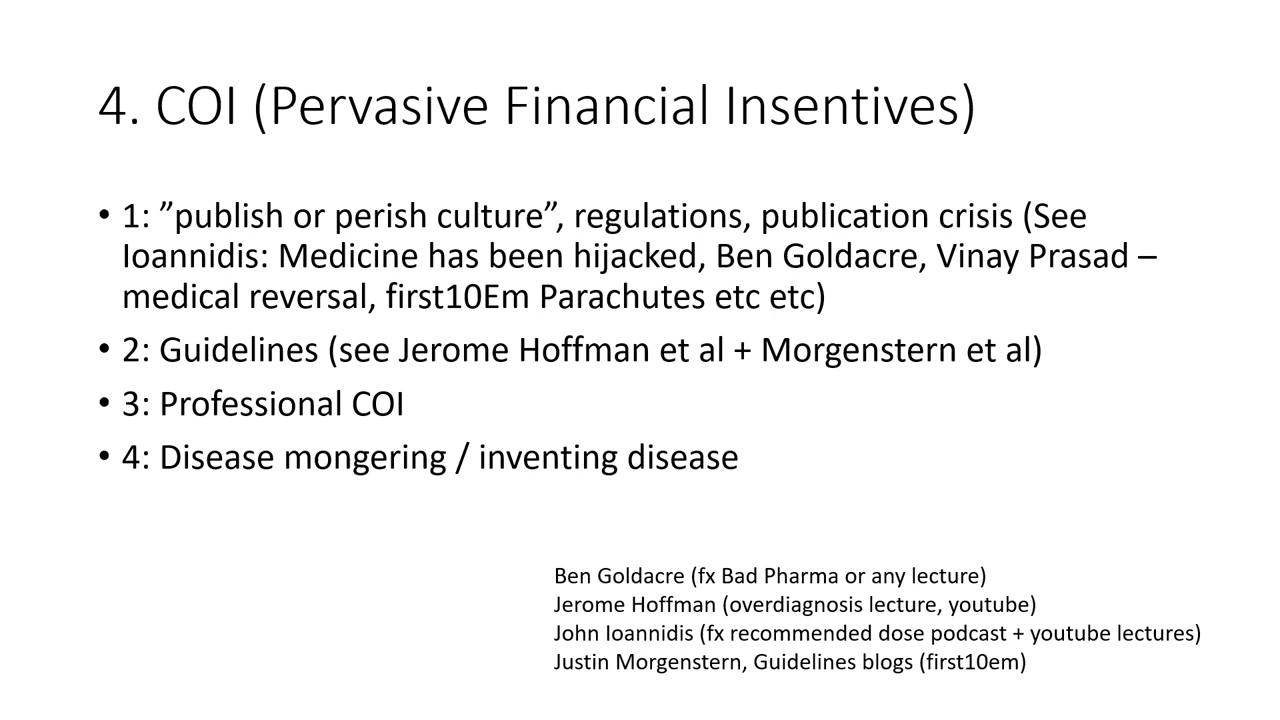 4. COI (Pervasive Financial Insentives)
• 1: ”publish or perish culture”, regulations, publication crisis (See
Ioannidis: Medicine has been hijacked, Ben Goldacre, Vinay Prasad –
medical reversal, first10Em Parachutes etc etc)
• 2: Guidelines (see Jerome Hoffman et al + Morgenstern et al)
• 3: Professional COI
• 4: Disease mongering / inventing disease
Ben Goldacre (fx Bad Pharma or any lecture)
Jerome Hoffman (overdiagnosis lecture, youtube)
John Ioannidis (fx recommended dose podcast + youtube lectures)
Justin Morgenstern, Guidelines blogs (first10em)